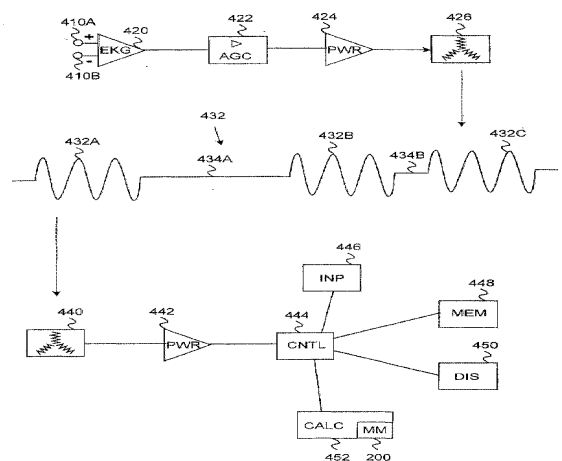 410A 420 422 424 426
+
EKG AGC PWR
-
410B
432
432A 432B 432C
434A 434B
446
INP
440 442 444 448
MEM
PWR CNTL 450
DIS
CALC MM
452 200